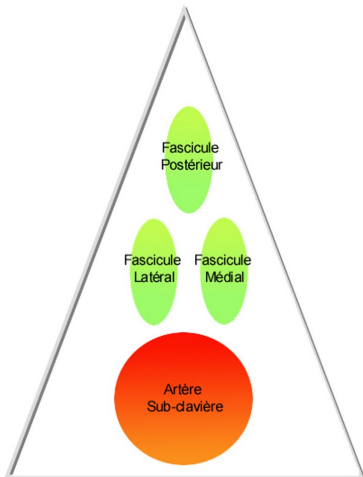 Fascicule
Postérieur
Fascicule
Latéral
Fascicule
Médial
Artère
Sub-clavière